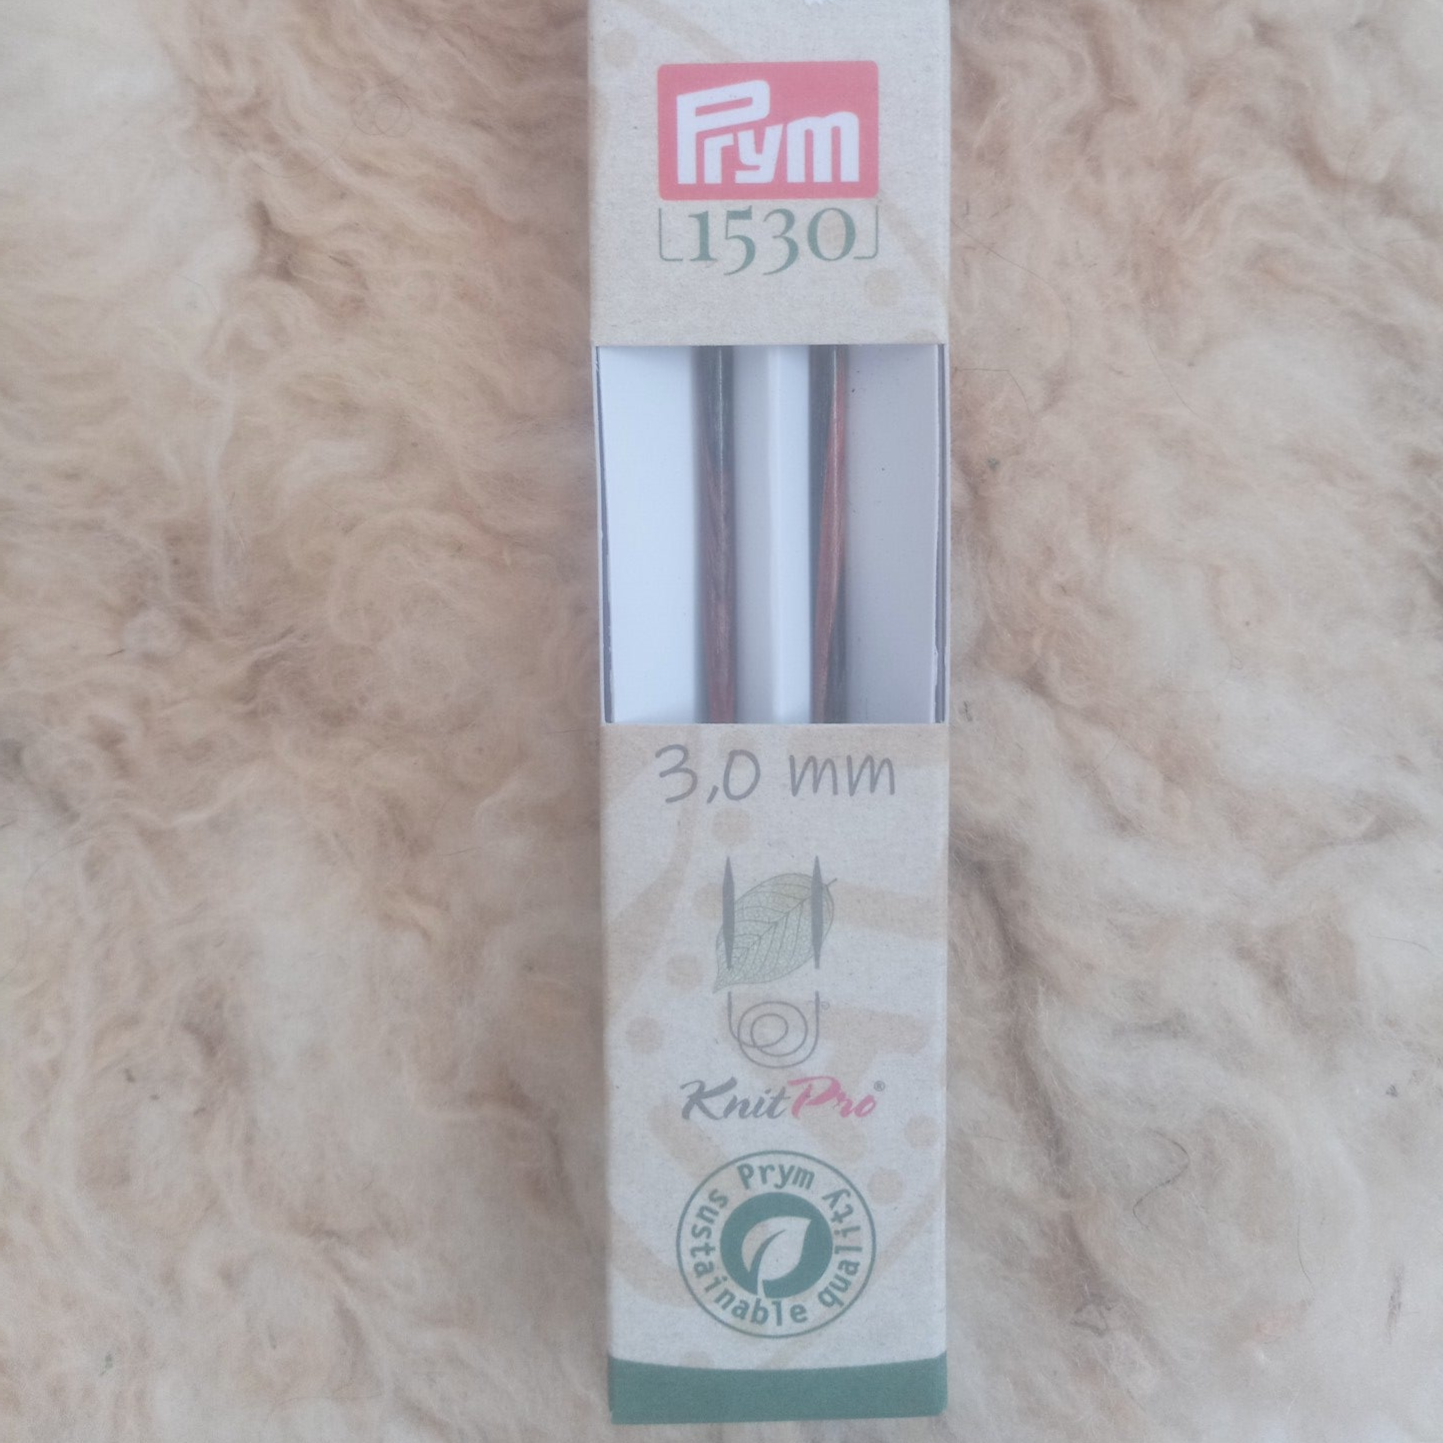 Prym
1530
3,0 mm
KnitPro®
Prym sustainable quality